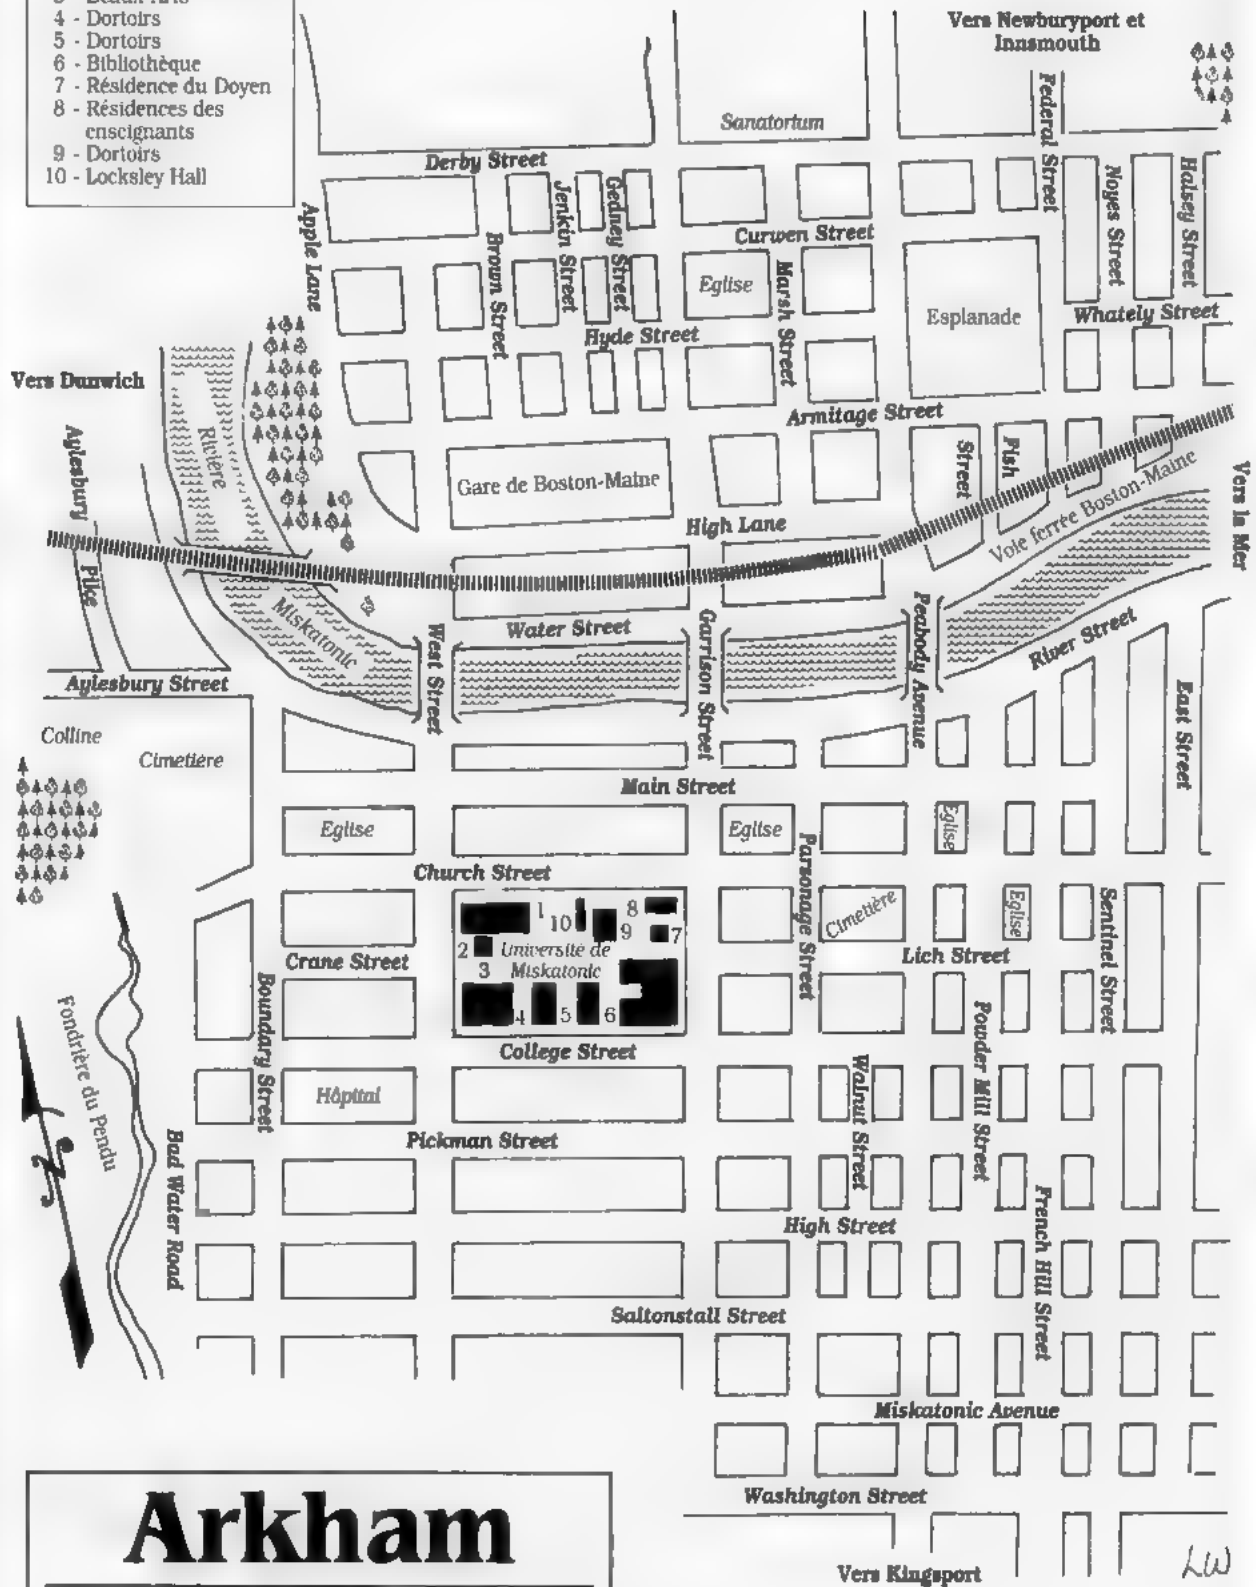 4 - Dortoirs
5 - Dortoirs
6 - Bibliothèque
7 - Résidence du Doyen
8 - Résidences des
enseignants
9 - Dortoirs
10 - Locksley Hall
Vers Newburyport et
Innsmouth
Sanatorium
Federal Street
Derby Street
Jenkin Street
Gedney Street
Noyes Street
Halsey Street
Apple Lane
Brown Street
Curwen Street
Marsh Street
Eglise
Esplanade
Whately Street
Hyde Street
Vers Dunwich
Rivière
Armitage Street
Aylesbury
Pike
Gare de Boston-Maine
Fish
Street
High Lane
Voie ferrée Boston-Maine
Vers la Mer
Miskatonic
West Street
Water Street
Garrison Street
Peabody Avenue
River Street
Aylesbury Street
East Street
Colline
Cimetière
Main Street
Eglise
Eglise
Eglise
Parsonage Street
Church Street
1
10
8
9
7
2
Université de
Miskatonic
3
4
5
6
Cimetière
Eglise
Sentinel Street
Crane Street
Lich Street
Boundary Street
Fondrière du Pendu
College Street
Powder Mill Street
Walnut Street
Hôpital
N
Pickman Street
Bad Water Road
High Street
French Hill Street
Saltonstall Street
Miskatonic Avenue
Washington Street
Arkham
Vers Kingsport
LW